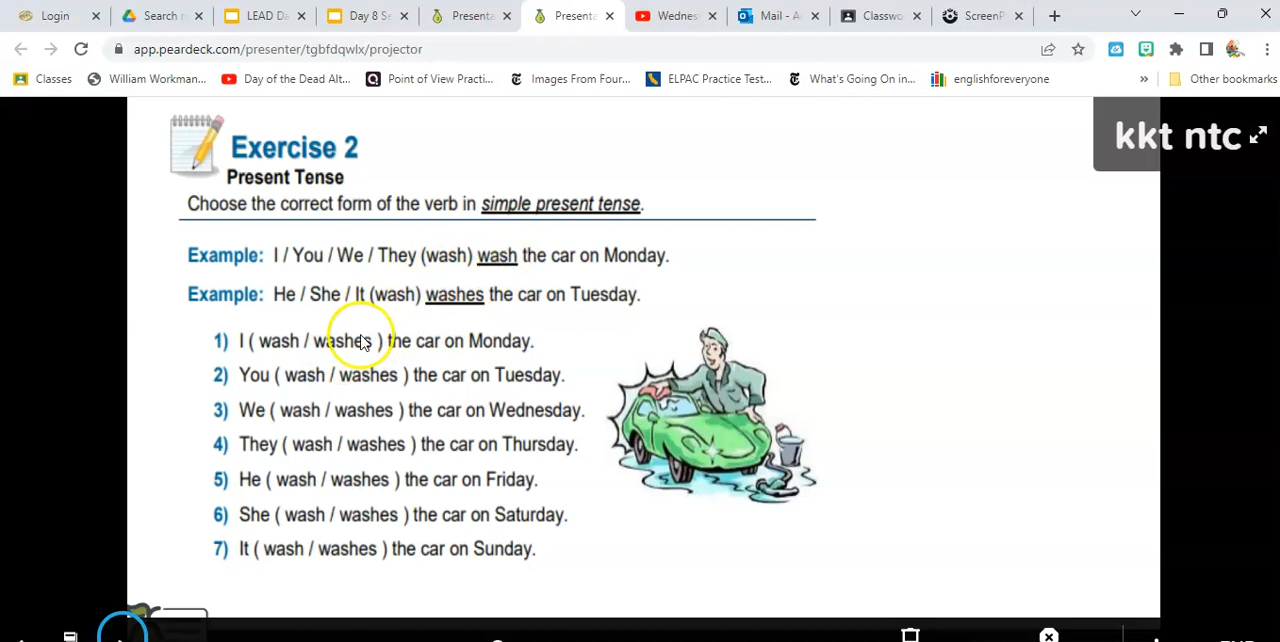 Login
Search r
LEAD Da
Day 8 Se
Presenta
Presenta
Wednes
Mail - A
Classwo
ScreenP
app.peardeck.com/presenter/tgbfdqwlx/projector
Classes
William Workman...
Day of the Dead Alt...
Point of View Practi...
Images From Four...
ELPAC Practice Test...
What's Going On in...
englishforeveryone
»
Other bookmarks
kkt ntc
Exercise 2
Present Tense
Choose the correct form of the verb in simple present tense.
Example: I / You / We / They (wash) wash the car on Monday.
Example: He / She / It (wash) washes the car on Tuesday.
1) I ( wash / washes ) the car on Monday.
2) You ( wash / washes ) the car on Tuesday.
3) We ( wash / washes ) the car on Wednesday.
4) They ( wash / washes ) the car on Thursday.
5) He ( wash / washes ) the car on Friday.
6) She ( wash / washes ) the car on Saturday.
7) It ( wash / washes ) the car on Sunday.